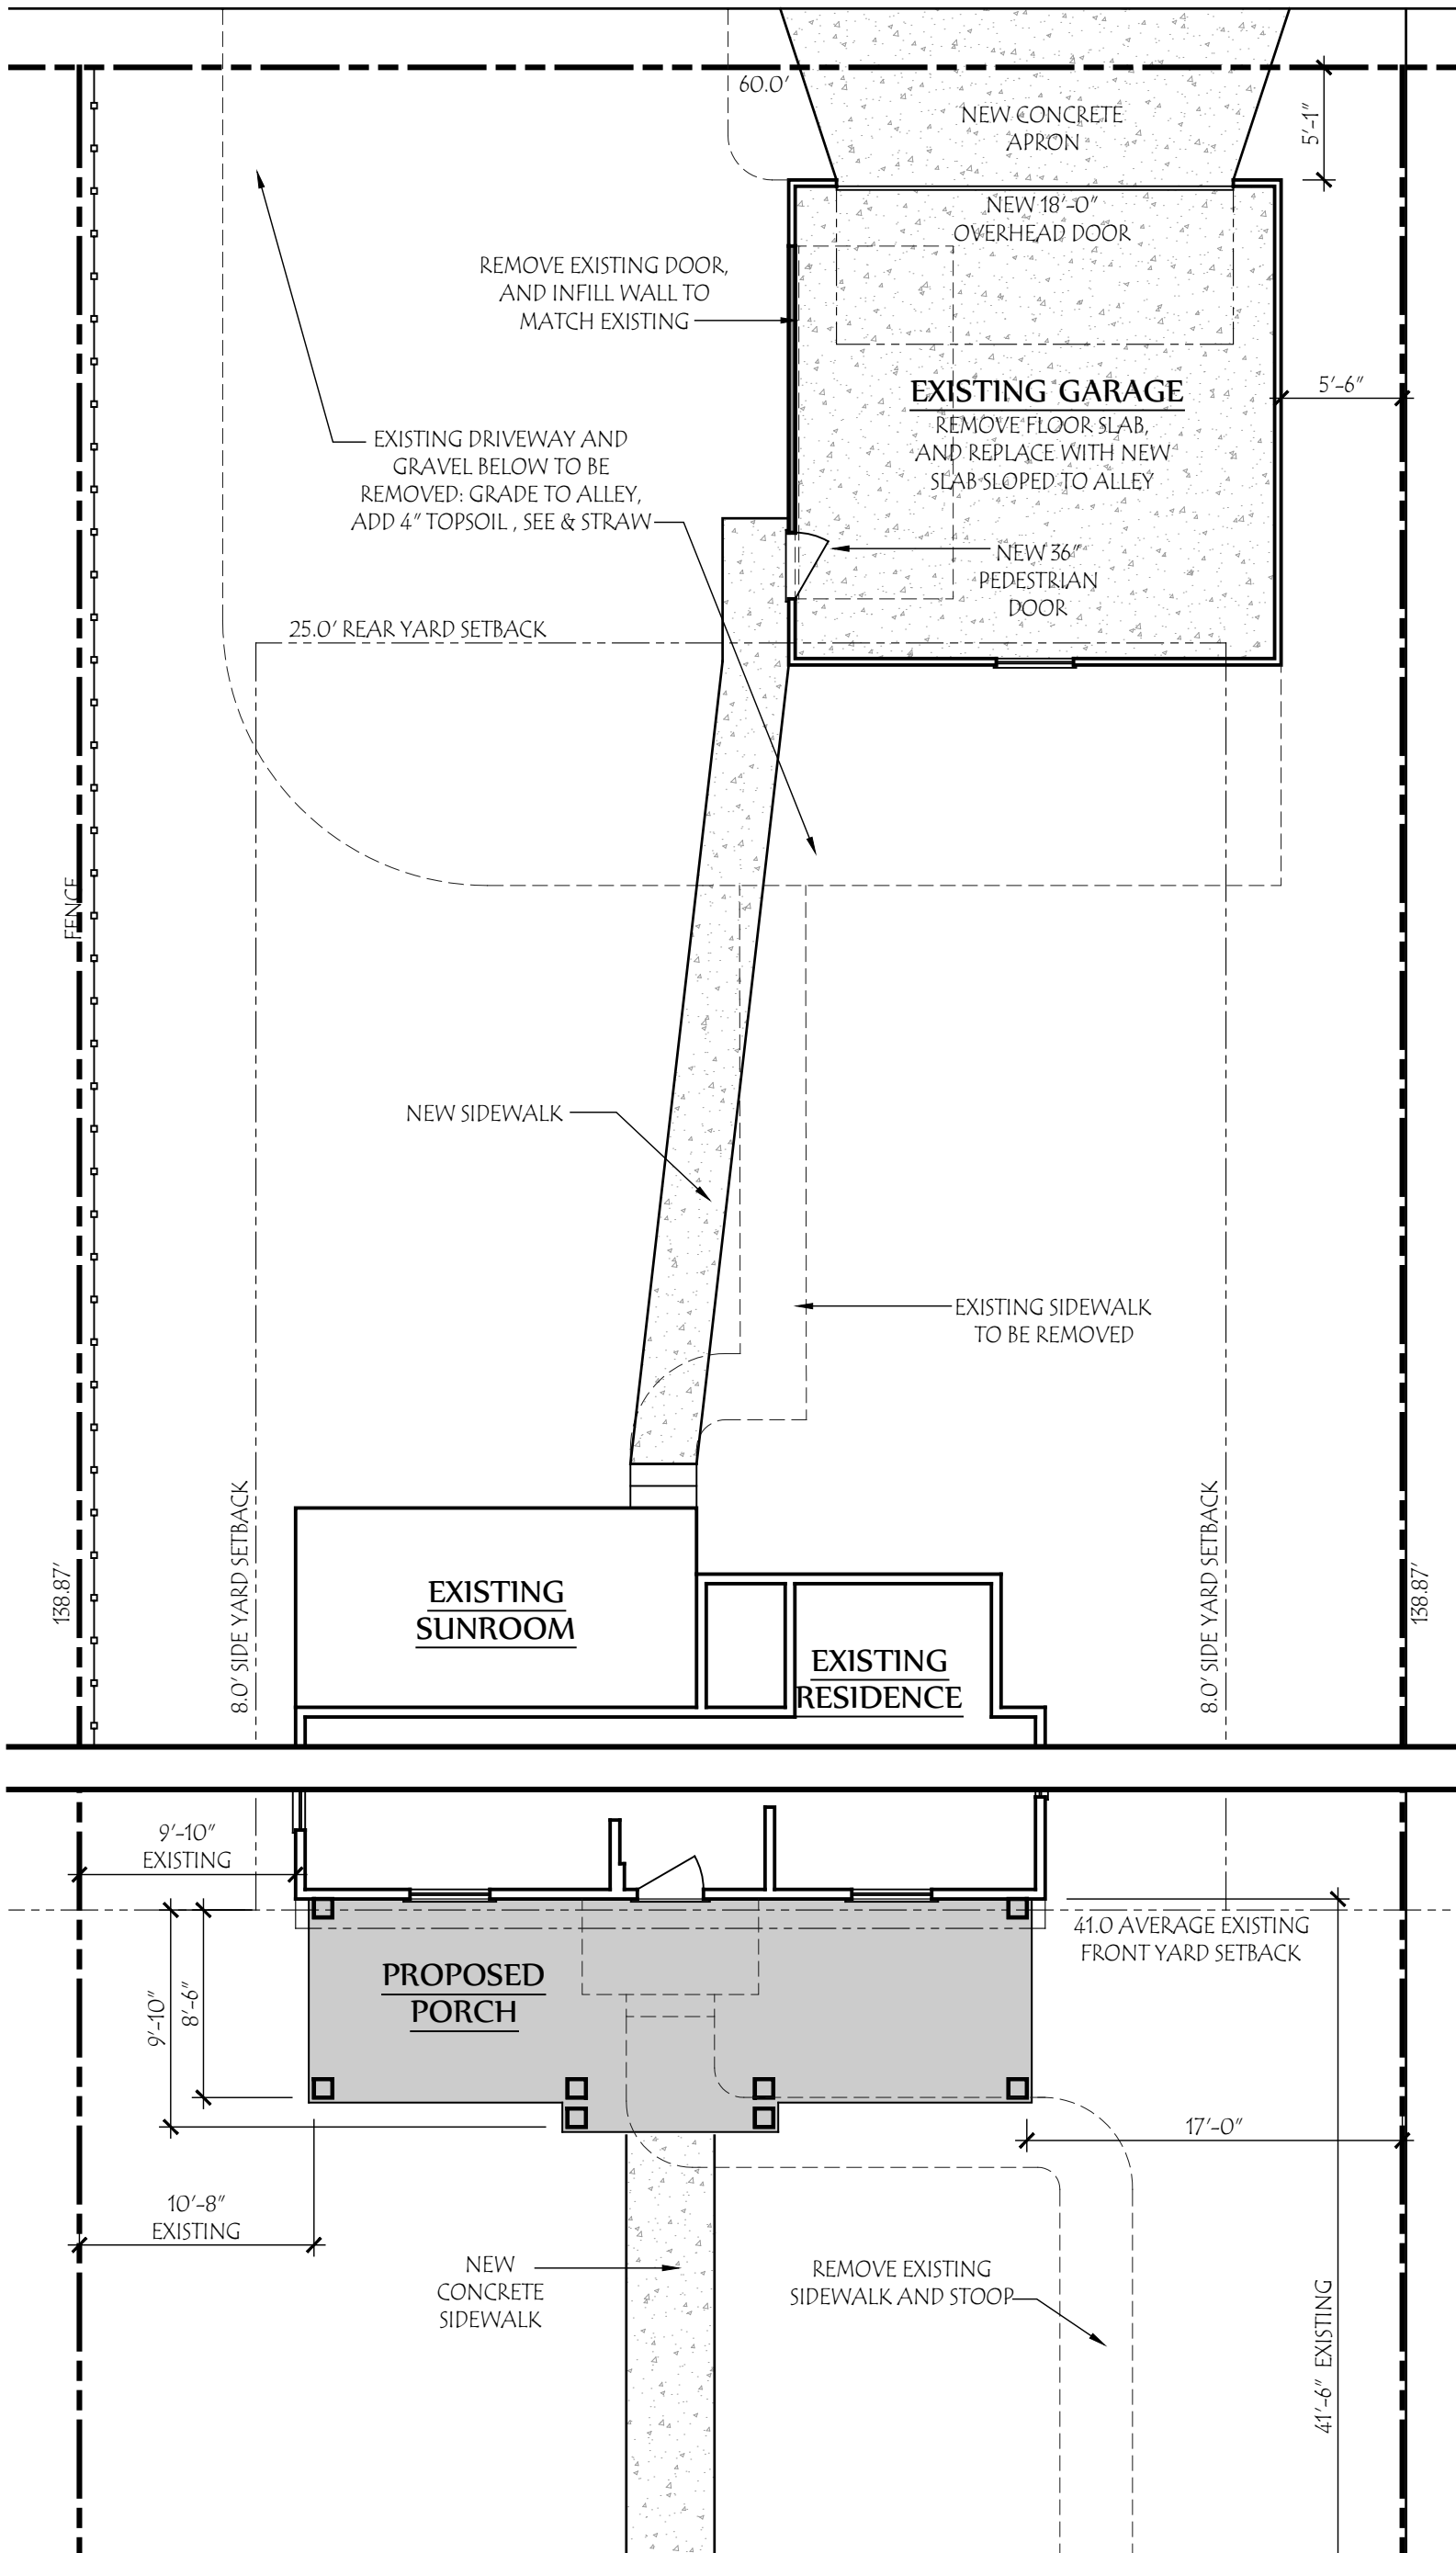 60.0'
NEW CONCRETE
APRON
5'-1"
NEW 18'-0"
OVERHEAD DOOR
REMOVE EXISTING DOOR,
AND INFILL WALL TO
MATCH EXISTING
EXISTING GARAGE
REMOVE FLOOR SLAB,
AND REPLACE WITH NEW
SLAB SLOPED TO ALLEY
5'-6"
EXISTING DRIVEWAY AND
GRAVEL BELOW TO BE
REMOVED: GRADE TO ALLEY,
ADD 4" TOPSOIL , SEE & STRAW
NEW 36"
PEDESTRIAN
DOOR
25.0' REAR YARD SETBACK
FENCE
NEW SIDEWALK
EXISTING SIDEWALK
TO BE REMOVED
138.87'
8.0' SIDE YARD SETBACK
EXISTING
SUNROOM
EXISTING
RESIDENCE
8.0' SIDE YARD SETBACK
138.87'
9'-10"
EXISTING
41.0 AVERAGE EXISTING
FRONT YARD SETBACK
PROPOSED
PORCH
9'-10"
8'-6"
17'-0"
10'-8"
EXISTING
NEW
CONCRETE
SIDEWALK
REMOVE EXISTING
SIDEWALK AND STOOP
41'-6" EXISTING